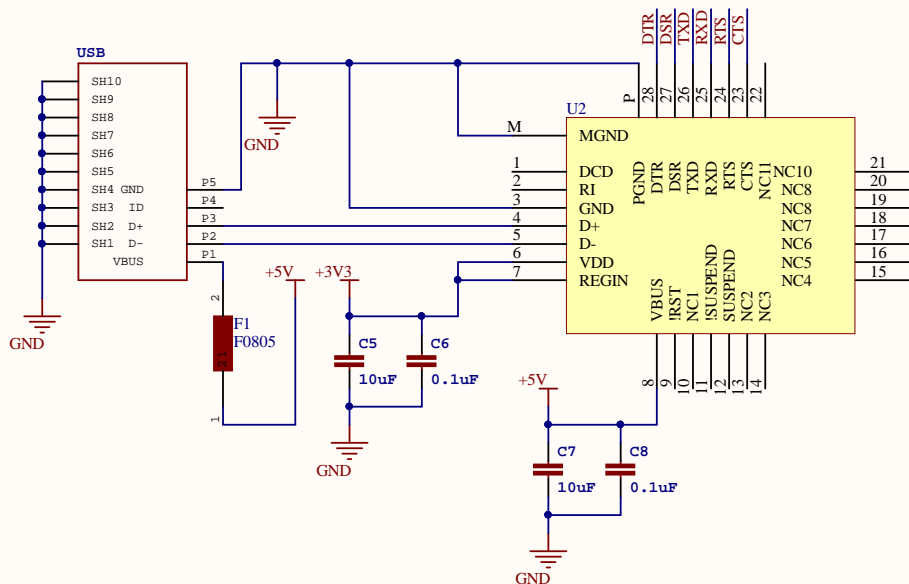 DTR
DSR
TXD
RXD
RTS
CTS
USB
SH10
SH9
SH8
SH7
SH6
SH5
SH4 GND P5
SH3 ID P4
SH2 D+ P3
SH1 D- P2
VBUS P1
GND
2
F1
F0805
2 1
1
+5V
GND
+3V3
C5
10uF
C6
0.1uF
GND
U2
P
28
27
26
25
24
23
22
M MGND
PGND
DTR
DSR
TXD
RXD
RTS
CTS
NC11
1 DCD
2 RI
3 GND
4 D+
5 D-
6 VDD
7 REGIN
NC10 21
NC8 20
NC8 19
NC7 18
NC6 17
NC5 16
NC4 15
VBUS
!RST
NC1
!SUSPEND
SUSPEND
NC2
NC3
8
9
10
11
12
13
14
+5V
C7
10uF
C8
0.1uF
GND